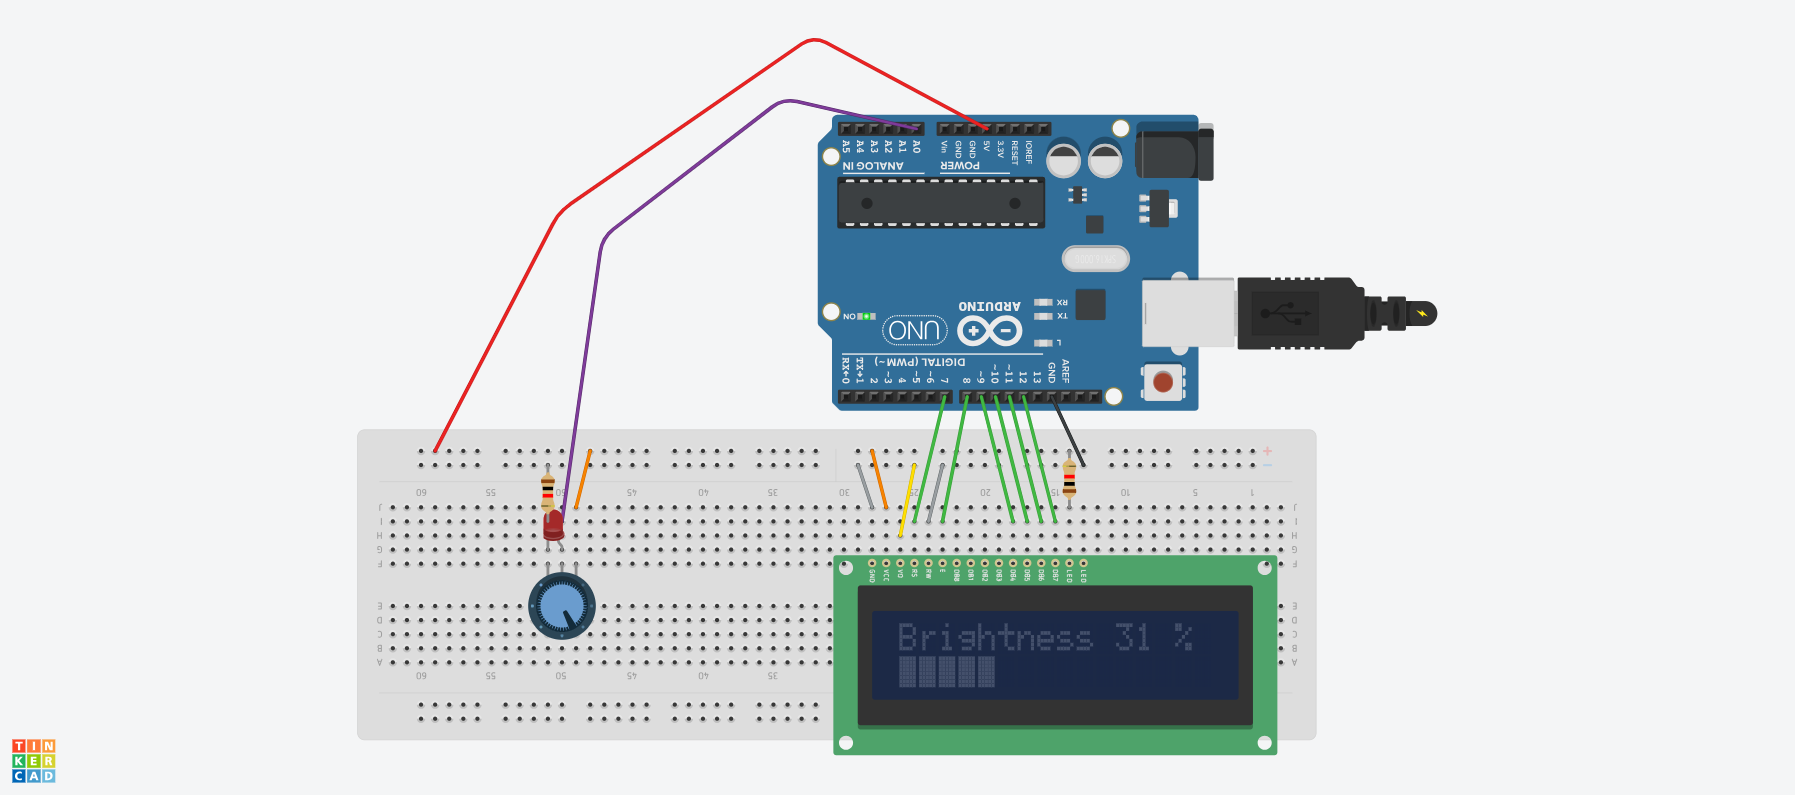 A5 A4 A3 A2 A1 A0 Vin GND GND 5V 3.3V RESET IOREF
ANALOG IN POWER
ARDUINO
UNO
ON
RX
TX
L
DIGITAL (PWM~)
RX←0 TX→1 2 ~3 4 ~5 ~6 7 8 ~9 ~10 ~11 12 13 GND AREF
+
−
60 55 50 45 40 35 30 25 20 15 10 5 1
J J
I I
H H
G G
F F
GND VCC V0 RS RW E DB0 DB1 DB2 DB3 DB4 DB5 DB6 DB7 LED LED
E E
D D
C C
B B
A A
60 55 50 45 40 35
Brightness 31 %
TIN
KER
CAD